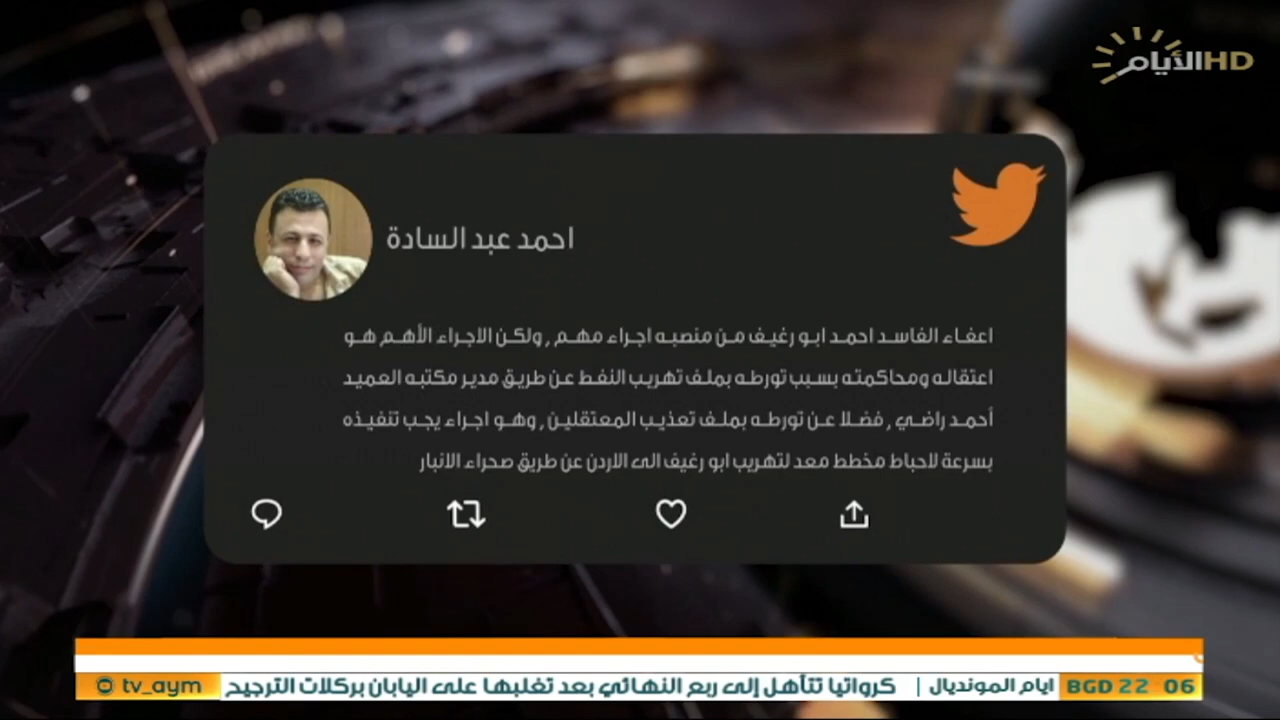 الأيام HD
احمد عبد السادة
اعفاء الفاسد احمد ابو رغيف من منصبه اجراء مهم , ولكن الاجراء الأهم هو
اعتقاله ومحاكمته بسبب تورطه بملف تهريب النفط عن طريق مدير مكتبه العميد
أحمد راضي , فضلا عن تورطه بملف تعذيب المعتقلين , وهو اجراء يجب تنفيذه
بسرعة لاحباط مخطط معد لتهريب ابو رغيف الى الاردن عن طريق صحراء الانبار
BGD 22 06 ايام المونديال | كرواتيا تتأهل إلى ربع النهائي بعد تغلبها على اليابان بركلات الترجيح tv_aym